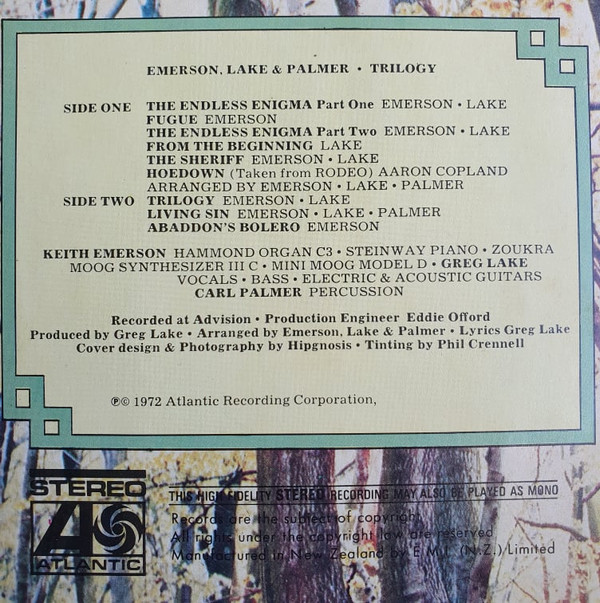 EMERSON, LAKE & PALMER • TRILOGY
SIDE ONE THE ENDLESS ENIGMA Part One EMERSON • LAKE
FUGUE EMERSON
THE ENDLESS ENIGMA Part Two EMERSON • LAKE
FROM THE BEGINNING LAKE
THE SHERIFF EMERSON • LAKE
HOEDOWN (Taken from RODEO) AARON COPLAND
ARRANGED BY EMERSON • LAKE • PALMER
SIDE TWO TRILOGY EMERSON • LAKE
LIVING SIN EMERSON • LAKE • PALMER
ABADDON'S BOLERO EMERSON
KEITH EMERSON HAMMOND ORGAN C3 • STEINWAY PIANO • ZOUKRA
MOOG SYNTHESIZER III C • MINI MOOG MODEL D • GREG LAKE
VOCALS • BASS • ELECTRIC & ACOUSTIC GUITARS
CARL PALMER PERCUSSION
Recorded at Advision • Production Engineer Eddie Offord
Produced by Greg Lake • Arranged by Emerson, Lake & Palmer • Lyrics Greg Lake
Cover design & Photography by Hipgnosis • Tinting by Phil Crennell
℗© 1972 Atlantic Recording Corporation,
STEREO
ATLANTIC
THIS HIGH FIDELITY STEREO RECORDING MAY ALSO BE PLAYED AS MONO
Records are the subject of copyright
All rights under the copyright law are reserved
Manufactured in New Zealand by E.M.I. (N.Z.) Limited